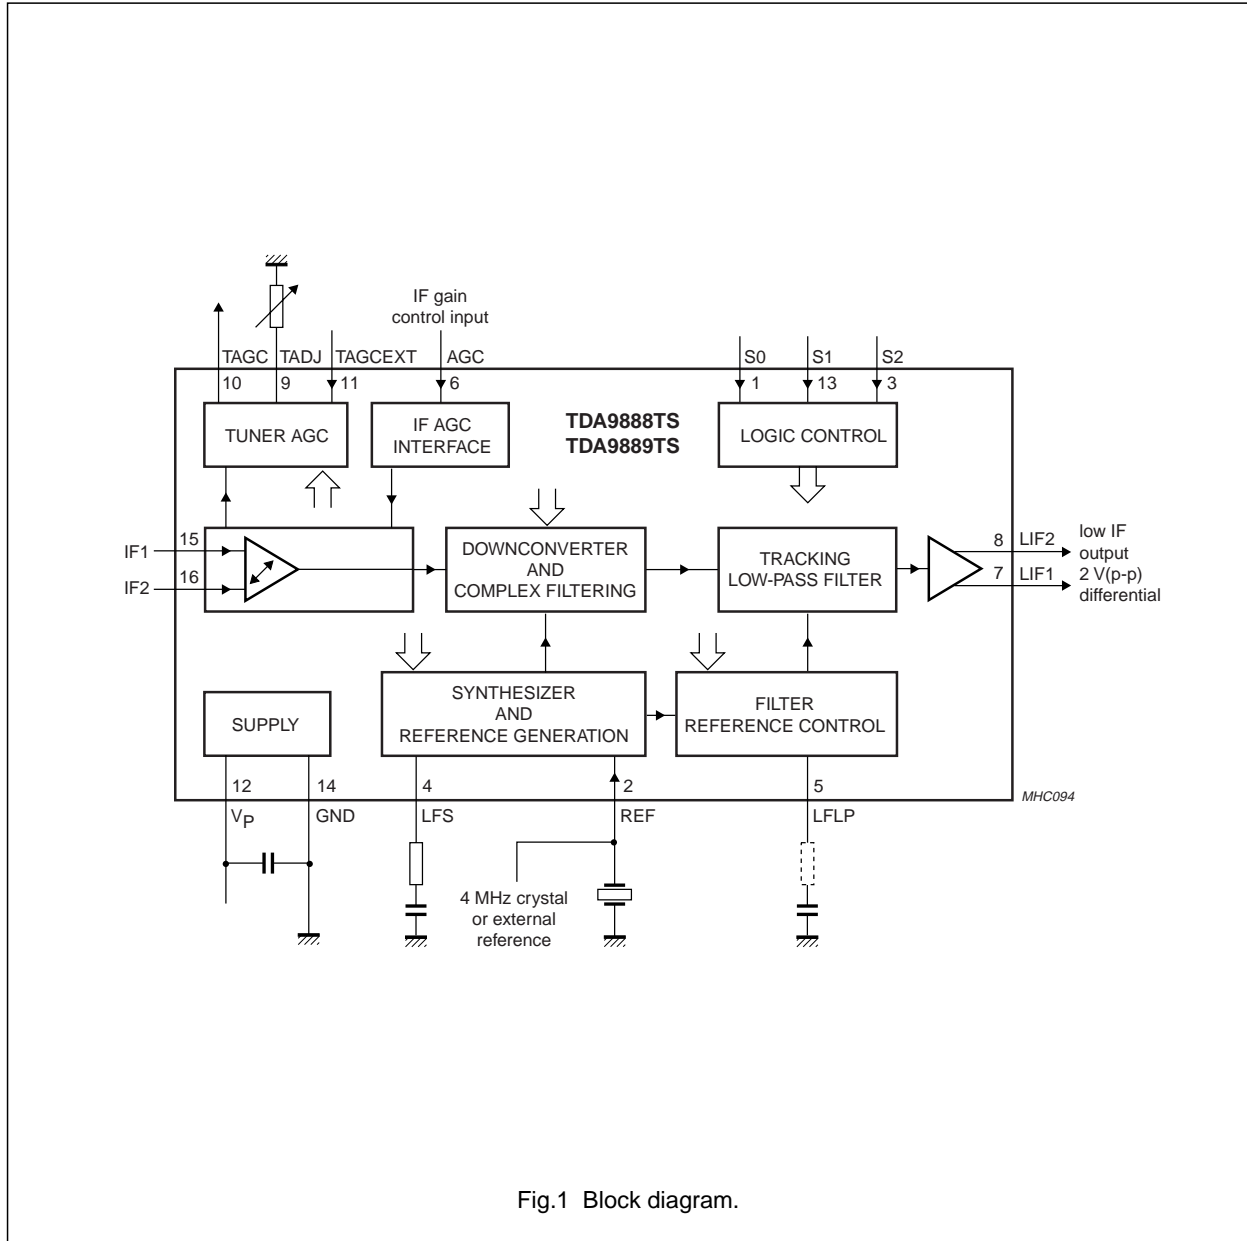 IF gain
control input
TAGC TADJ TAGCEXT AGC S0 S1 S2
10 9 11 6 1 13 3
TUNER AGC
IF AGC
INTERFACE
TDA9888TS
TDA9889TS
LOGIC CONTROL
IF1 15
IF2 16
DOWNCONVERTER
AND
COMPLEX FILTERING
TRACKING
LOW-PASS FILTER
8 LIF2
7 LIF1
low IF
output
2 V(p-p)
differential
SUPPLY
SYNTHESIZER
AND
REFERENCE GENERATION
FILTER
REFERENCE CONTROL
12 14 4 2 5
VP GND LFS REF LFLP
MHC094
4 MHz crystal
or external
reference
Fig.1 Block diagram.